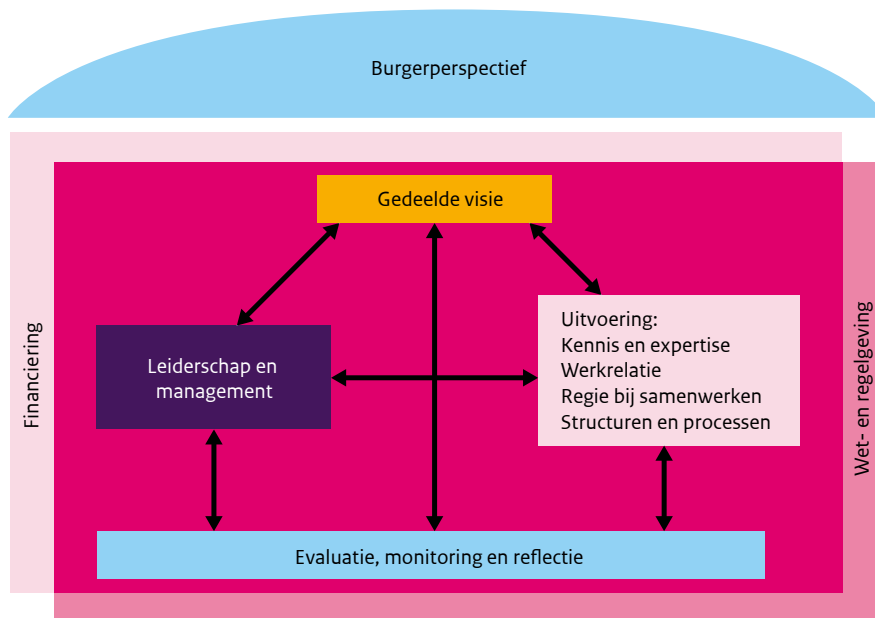 Burgerperspectief
Gedeelde visie
Financiering
Leiderschap en
management
Uitvoering:
Kennis en expertise
Werkrelatie
Regie bij samenwerken
Structuren en processen
Wet- en regelgeving
Evaluatie, monitoring en reflectie